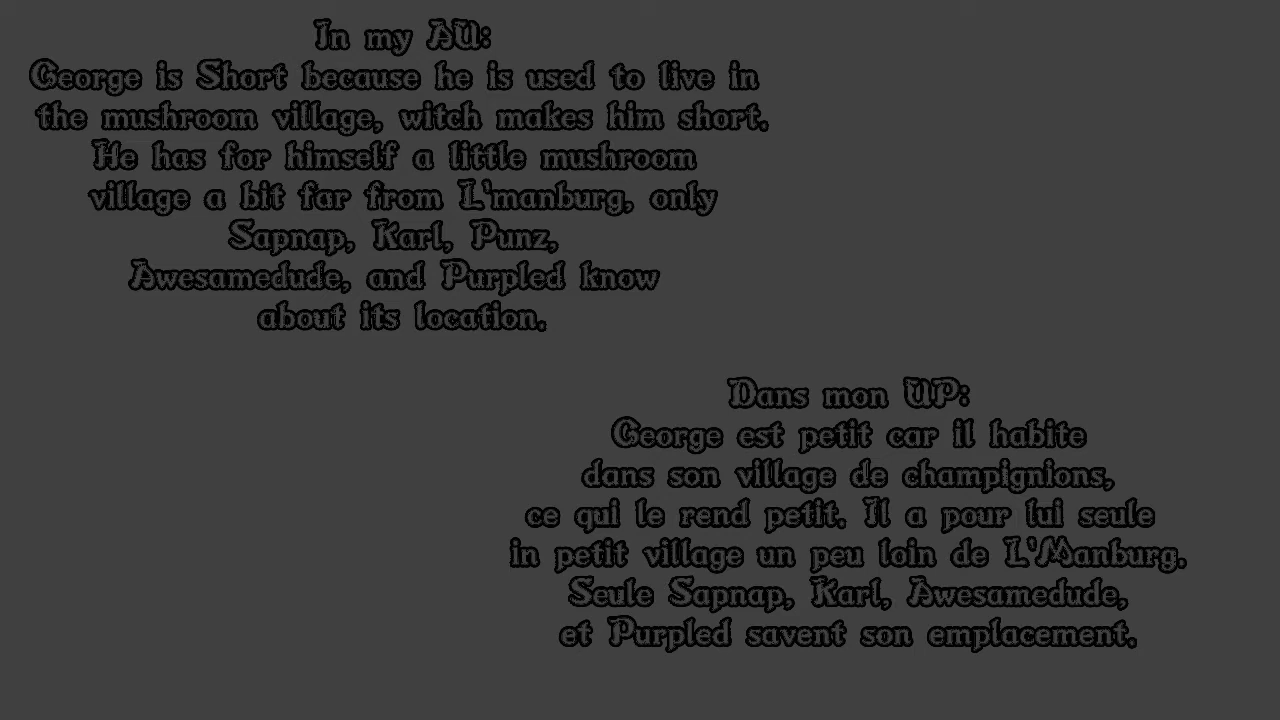 In my AU:
George is Short because he is used to live in
the mushroom village, witch makes him short.
He has for himself a little mushroom
village a bit far from L'manburg, only
Sapnap, Karl, Punz,
Awesamedude, and Purpled know
about its location.
Dans mon UP:
George est petit car il habite
dans son village de champignions,
ce qui le rend petit. Il a pour lui seule
in petit village un peu loin de L'Manburg.
Seule Sapnap, Karl, Awesamedude,
et Purpled savent son emplacement.